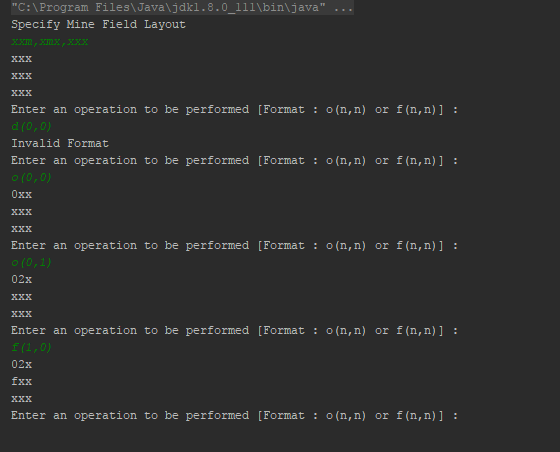 "C:\Program Files\Java\jdk1.8.0_111\bin\java" ...
Specify Mine Field Layout
xxm,xmx,xxx
xxx
xxx
xxx
Enter an operation to be performed [Format : o(n,n) or f(n,n)] :
d(0,0)
Invalid Format
Enter an operation to be performed [Format : o(n,n) or f(n,n)] :
o(0,0)
0xx
xxx
xxx
Enter an operation to be performed [Format : o(n,n) or f(n,n)] :
o(0,1)
02x
xxx
xxx
Enter an operation to be performed [Format : o(n,n) or f(n,n)] :
f(1,0)
02x
fxx
xxx
Enter an operation to be performed [Format : o(n,n) or f(n,n)] :